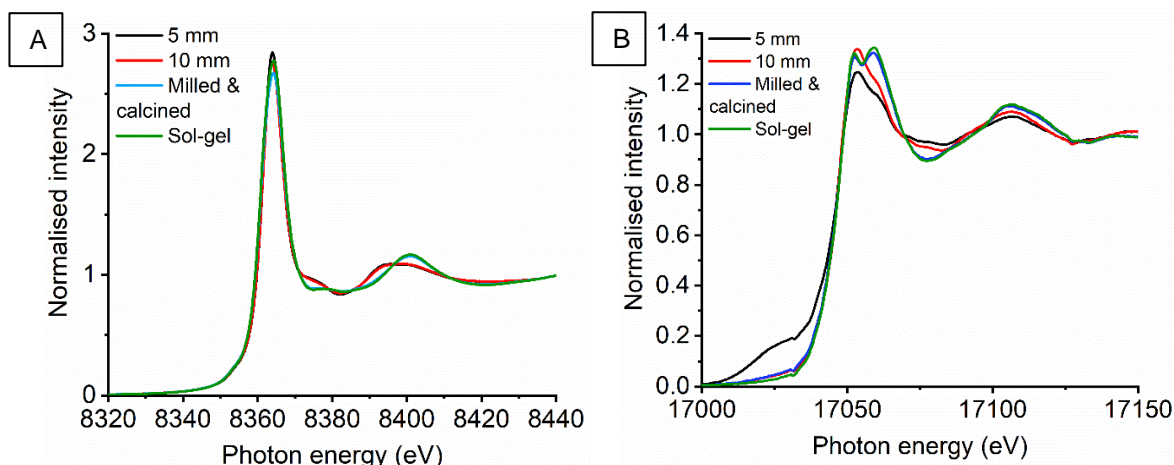 A
5 mm
10 mm
Milled &
calcined
Sol-gel
Normalised intensity
3
2
1
0
8320 8340 8360 8380 8400 8420 8440
Photon energy (eV)
B
5 mm
10 mm
Milled &
calcined
Sol-gel
Normalised intensity
1.4
1.2
1.0
0.8
0.6
0.4
0.2
0.0
17000 17050 17100 17150
Photon energy (eV)